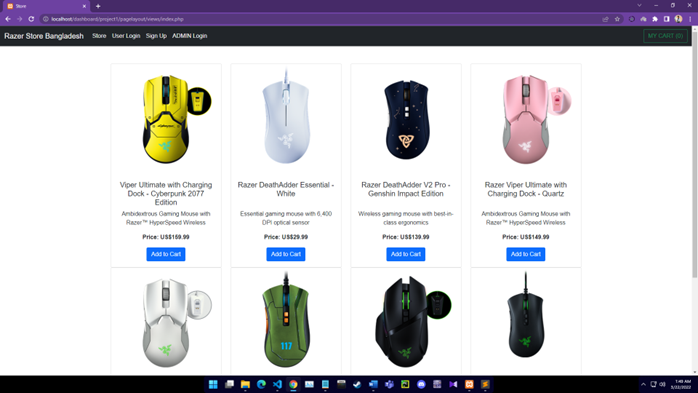 Store
localhost/dashboard/project1/pagelayout/views/index.php
Razer Store Bangladesh
Store
User Login
Sign Up
ADMIN Login
MY CART (0)
Viper Ultimate with Charging
Dock - Cyberpunk 2077
Edition
Ambidextrous Gaming Mouse with
Razer™ HyperSpeed Wireless
Price: US$159.99
Add to Cart
Razer DeathAdder Essential -
White
Essential gaming mouse with 6,400
DPI optical sensor
Price: US$29.99
Add to Cart
Razer DeathAdder V2 Pro -
Genshin Impact Edition
Wireless gaming mouse with best-in-
class ergonomics
Price: US$139.99
Add to Cart
Razer Viper Ultimate with
Charging Dock - Quartz
Ambidextrous Gaming Mouse with
Razer™ HyperSpeed Wireless
Price: US$149.99
Add to Cart
117
1:40 AM
5/22/2022